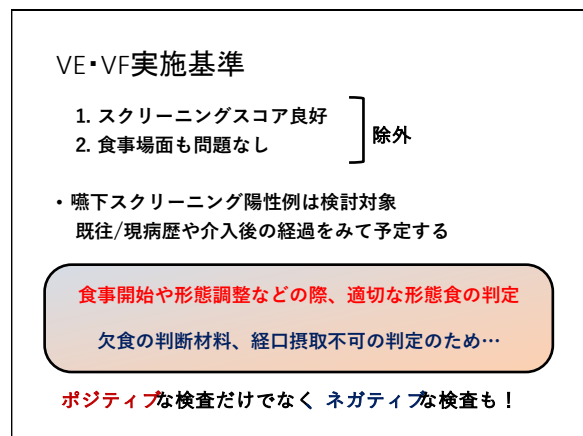 VE・VF実施基準
1. スクリーニングスコア良好
2. 食事場面も問題なし
除外
・嚥下スクリーニング陽性例は検討対象
既往/現病歴や介入後の経過をみて予定する
食事開始や形態調整などの際、適切な形態食の判定
欠食の判断材料、経口摂取不可の判定のため…
ポジティブな検査だけでなく ネガティブな検査も！